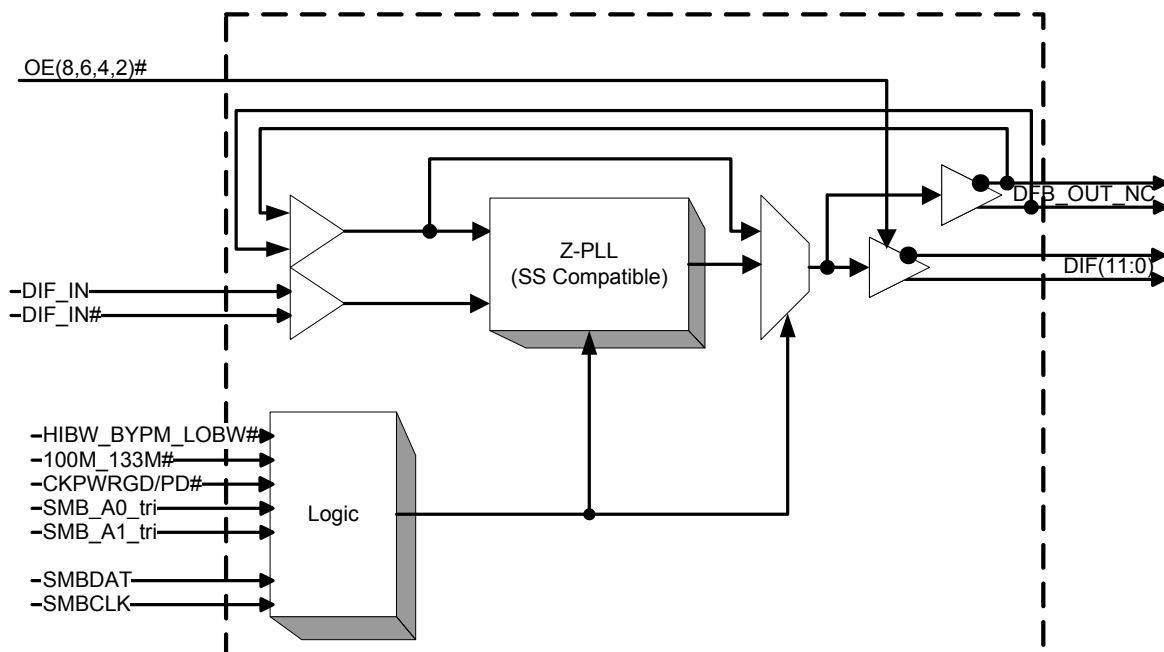 OE(8,6,4,2)#
DFB_OUT_NC
Z-PLL
(SS Compatible)
DIF(11:0)
DIF_IN
DIF_IN#
HIBW_BYPM_LOBW#
100M_133M#
CKPWRGD/PD#
SMB_A0_tri
Logic
SMB_A1_tri
SMBDAT
SMBCLK